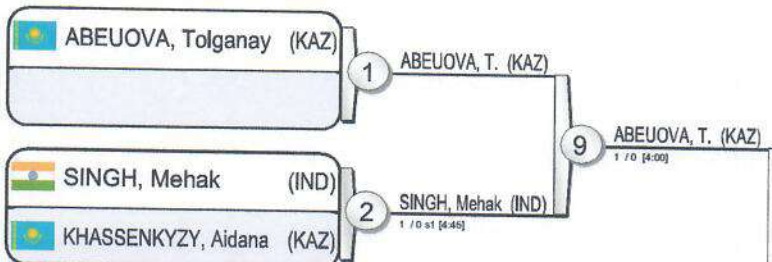 ABEUOVA, Tolganay (KAZ)
1
ABEUOVA, T. (KAZ)
9
ABEUOVA, T. (KAZ)
1 / 0 [4:00]
SINGH, Mehak (IND)
2
SINGH, Mehak (IND)
1 / 0 s1 [4:45]
KHASSENKYZY, Aidana (KAZ)